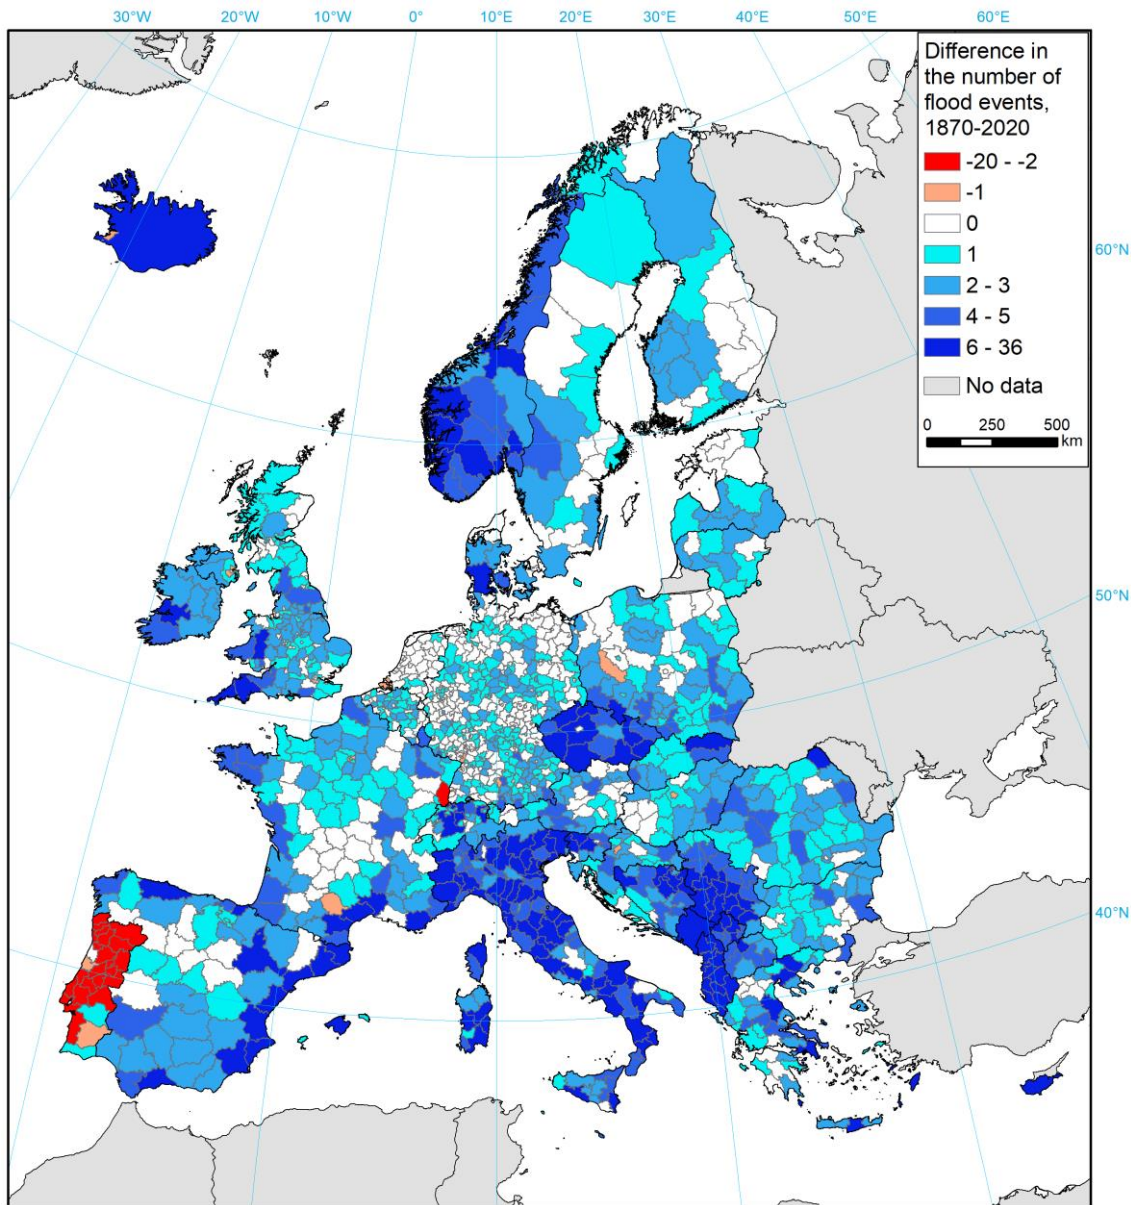 30°W 20°W 10°W 0° 10°E 20°E 30°E 40°E 50°E 60°E
Difference in
the number of
flood events,
1870-2020
-20 - -2
-1
0
1
2 - 3
4 - 5
6 - 36
No data
0 250 500
km
60°N
50°N
40°N